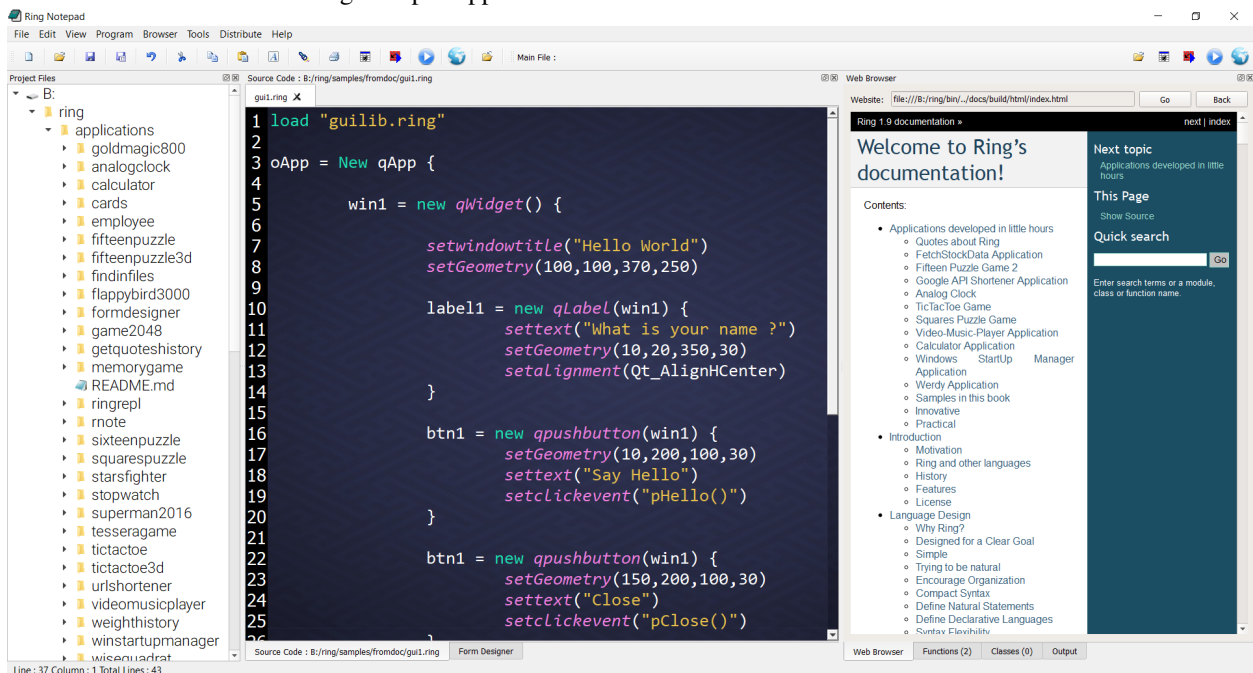 Ring Notepad
File Edit View Program Browser Tools Distribute Help
Main File :
Project Files
B:
ring
applications
goldmagic800
analogclock
calculator
cards
employee
fifteenpuzzle
fifteenpuzzle3d
findinfiles
flappybird3000
formdesigner
game2048
getquoteshistory
memorygame
README.md
ringrepl
rnote
sixteenpuzzle
squarespuzzle
starsfighter
stopwatch
superman2016
tesseragame
tictactoe
tictactoe3d
urlshortener
videomusicplayer
weighthistory
winstartupmanager
wisequadrat
Source Code : B:/ring/samples/fromdoc/gui1.ring
gui1.ring X
1 load "guilib.ring"
2
3 oApp = New qApp {
4
5 win1 = new qWidget() {
6
7 setwindowtitle("Hello World")
8 setGeometry(100,100,370,250)
9
10 label1 = new qLabel(win1) {
11 settext("What is your name ?")
12 setGeometry(10,20,350,30)
13 setalignment(Qt_AlignHCenter)
14 }
15
16 btn1 = new qpushbutton(win1) {
17 setGeometry(10,200,100,30)
18 settext("Say Hello")
19 setclickevent("pHello()")
20 }
21
22 btn1 = new qpushbutton(win1) {
23 setGeometry(150,200,100,30)
24 settext("Close")
25 setclickevent("pClose()")
26 }
Source Code : B:/ring/samples/fromdoc/gui1.ring Form Designer
Web Browser
Website: file:///B:/ring/bin/../docs/build/html/index.html Go Back
Ring 1.9 documentation » next | index
Welcome to Ring's
documentation!
Contents:
Applications developed in little hours
Quotes about Ring
FetchStockData Application
Fifteen Puzzle Game 2
Google API Shortener Application
Analog Clock
TicTacToe Game
Squares Puzzle Game
Video-Music-Player Application
Calculator Application
Windows StartUp Manager
Application
Werdy Application
Samples in this book
Innovative
Practical
Introduction
Motivation
Ring and other languages
History
Features
License
Language Design
Why Ring?
Designed for a Clear Goal
Simple
Trying to be natural
Encourage Organization
Compact Syntax
Define Natural Statements
Define Declarative Languages
Syntax Flexibility
Next topic
Applications developed in little
hours
This Page
Show Source
Quick search
Go
Enter search terms or a module,
class or function name.
Web Browser Functions (2) Classes (0) Output
Line : 37 Column : 1 Total Lines : 43